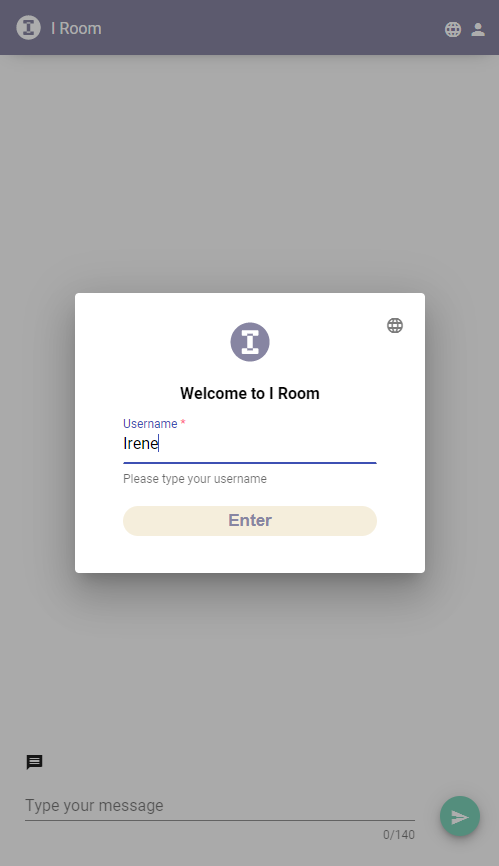 I Room
Welcome to I Room
Username *
Irene
Please type your username
Enter
Type your message
0/140